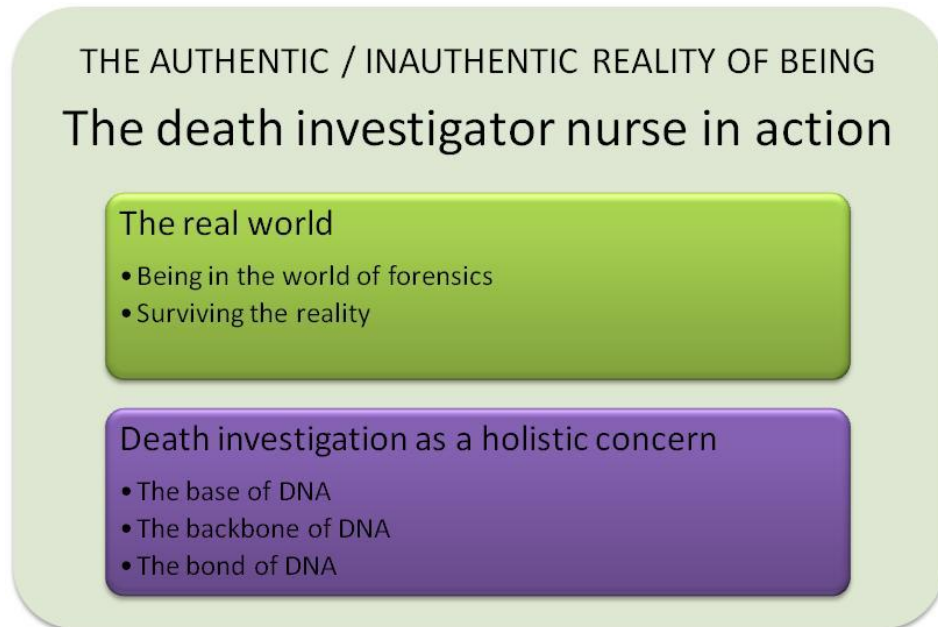 THE AUTHENTIC / INAUTHENTIC REALITY OF BEING
The death investigator nurse in action
The real world
• Being in the world of forensics
• Surviving the reality
Death investigation as a holistic concern
• The base of DNA
• The backbone of DNA
• The bond of DNA